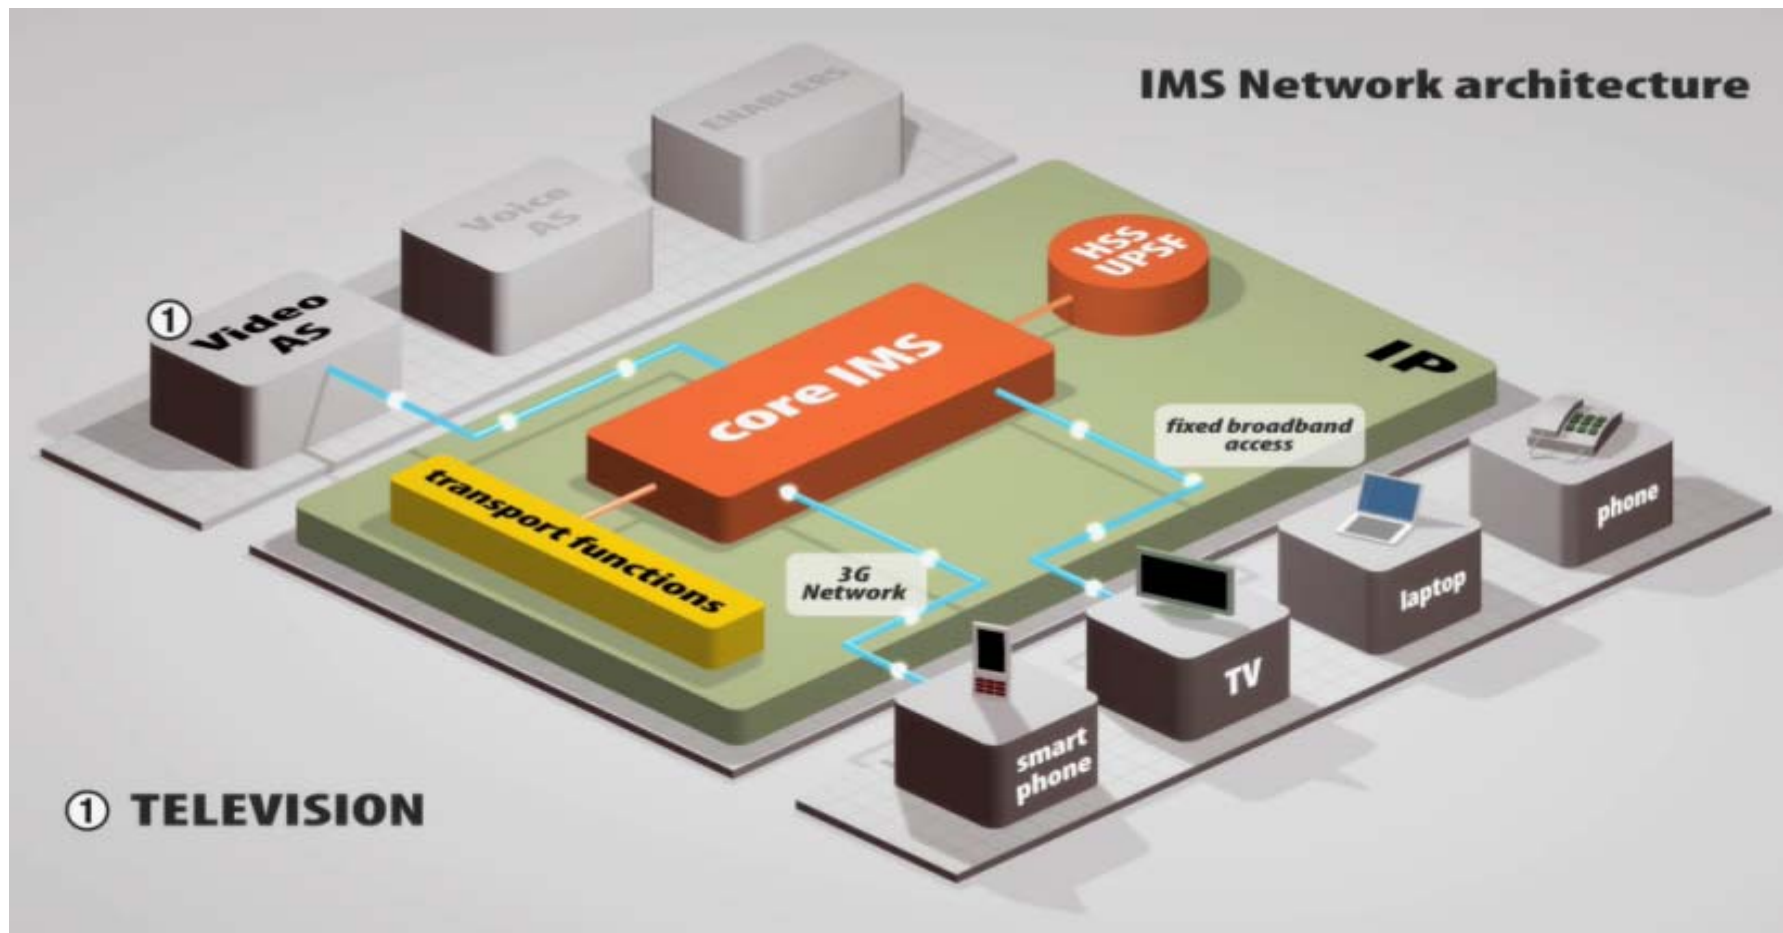 IMS Network architecture
ENABLERS
Voice
AS
1
Video
AS
HSS
UPSF
core IMS
IP
fixed broadband
access
transport functions
3G
Network
phone
laptop
TV
smart
phone
1 TELEVISION